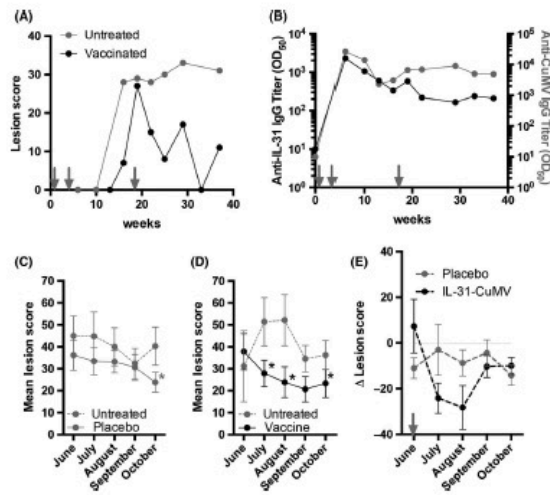 (A)
Untreated
Vaccinated
Lesion score
40
30
20
10
0
0 10 20 30 40
weeks
(B)
Anti-IL-31 IgG Titer (OD50)
10⁴
10³
10²
10¹
10⁰
Anti-CuMV IgG Titer (OD50)
10⁵
10⁴
10³
10²
10¹
10⁰
0 10 20 30 40
weeks
(C)
Mean lesion score
70
60
50
40
30
20
10
0
*
Untreated
Placebo
June July August September October
(D)
Mean lesion score
70
60
50
40
30
20
10
0
* * *
Untreated
Vaccine
June July August September October
(E)
Placebo
IL-31-CuMV
Δ Lesion score
20
0
−20
−40
June July August September October